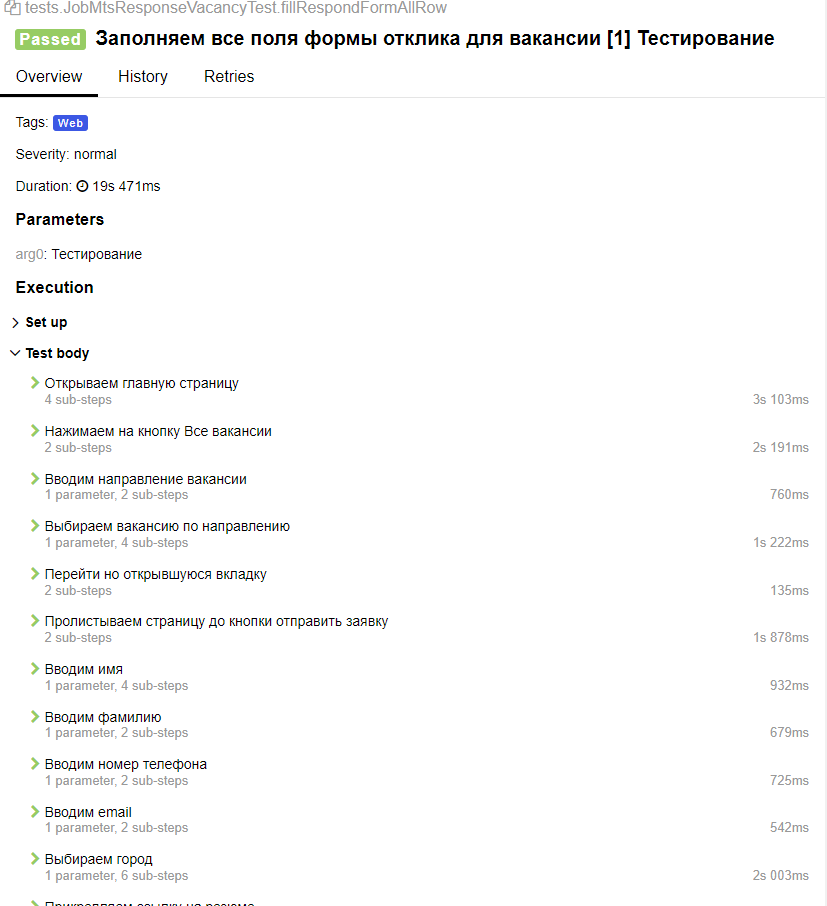 tests.JobMtsResponseVacancyTest.fillRespondFormAllRow
Passed Заполняем все поля формы отклика для вакансии [1] Тестирование
Overview History Retries
Tags: Web
Severity: normal
Duration: 19s 471ms
Parameters
arg0: Тестирование
Execution
Set up
Test body
Открываем главную страницу
4 sub-steps 3s 103ms
Нажимаем на кнопку Все вакансии
2 sub-steps 2s 191ms
Вводим направление вакансии
1 parameter, 2 sub-steps 760ms
Выбираем вакансию по направлению
1 parameter, 4 sub-steps 1s 222ms
Перейти но открывшуюся вкладку
2 sub-steps 135ms
Пролистываем страницу до кнопки отправить заявку
2 sub-steps 1s 878ms
Вводим имя
1 parameter, 4 sub-steps 932ms
Вводим фамилию
1 parameter, 2 sub-steps 679ms
Вводим номер телефона
1 parameter, 2 sub-steps 725ms
Вводим email
1 parameter, 2 sub-steps 542ms
Выбираем город
1 parameter, 6 sub-steps 2s 003ms
Прикрепляем ссылку на резюме